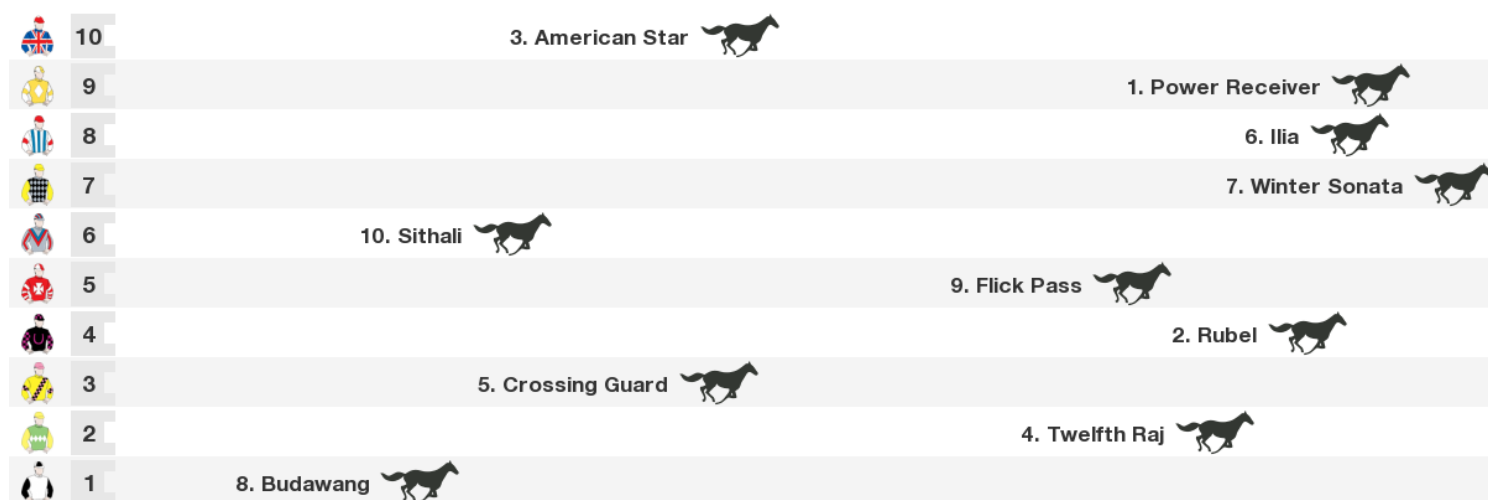 10 3. American Star
9 1. Power Receiver
8 6. Ilia
7 7. Winter Sonata
6 10. Sithali
5 9. Flick Pass
4 2. Rubel
3 5. Crossing Guard
2 4. Twelfth Raj
1 8. Budawang